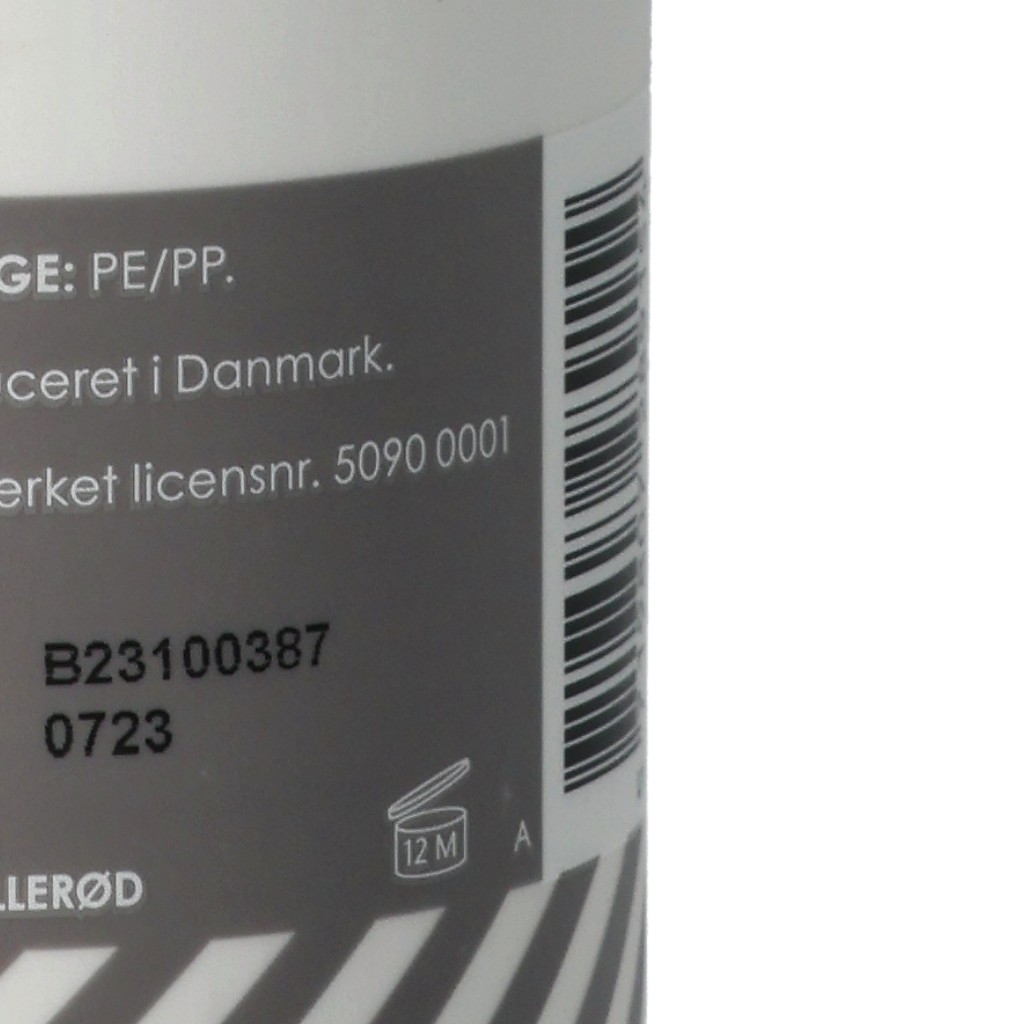 GE: PE/PP.
ceret i Danmark.
erket licensnr. 5090 0001
B23100387
0723
12 M
A
LLERØD